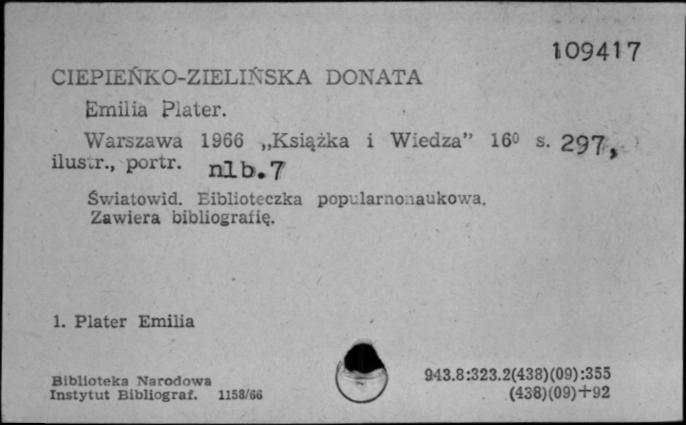 109417
CIEPIEŃKO-ZIELIŃSKA DONATA
Emilia Plater.
Warszawa 1966 „Książka i Wiedza” 16⁰ s. 297,
ilustr., portr. nlb.7
Światowid. Biblioteczka popularnonaukowa.
Zawiera bibliografię.
1. Plater Emilia
Biblioteka Narodowa
Instytut Bibliograf. 1158/66
943.8:323.2(438)(09):355
(438)(09)+92